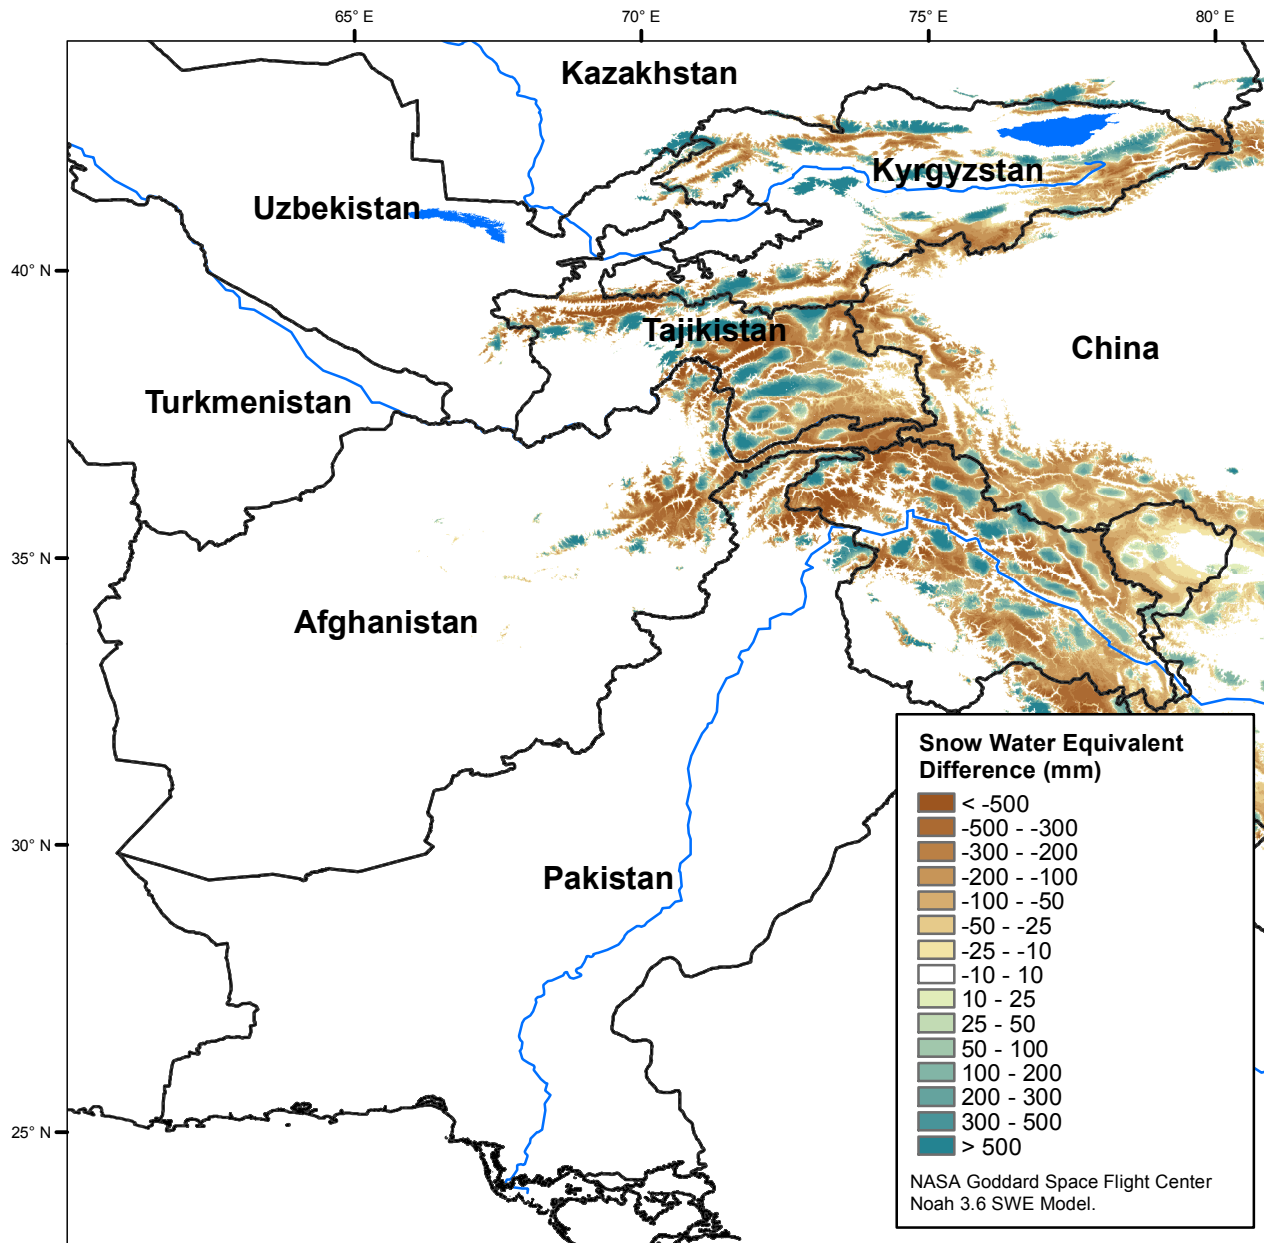 65° E
70° E
75° E
80° E
Kazakhstan
Kyrgyzstan
Uzbekistan
40° N
Tajikistan
China
Turkmenistan
35° N
Afghanistan
30° N
Pakistan
25° N
Snow Water Equivalent
Difference (mm)
< -500
-500 - -300
-300 - -200
-200 - -100
-100 - -50
-50 - -25
-25 - -10
-10 - 10
10 - 25
25 - 50
50 - 100
100 - 200
200 - 300
300 - 500
> 500
NASA Goddard Space Flight Center
Noah 3.6 SWE Model.